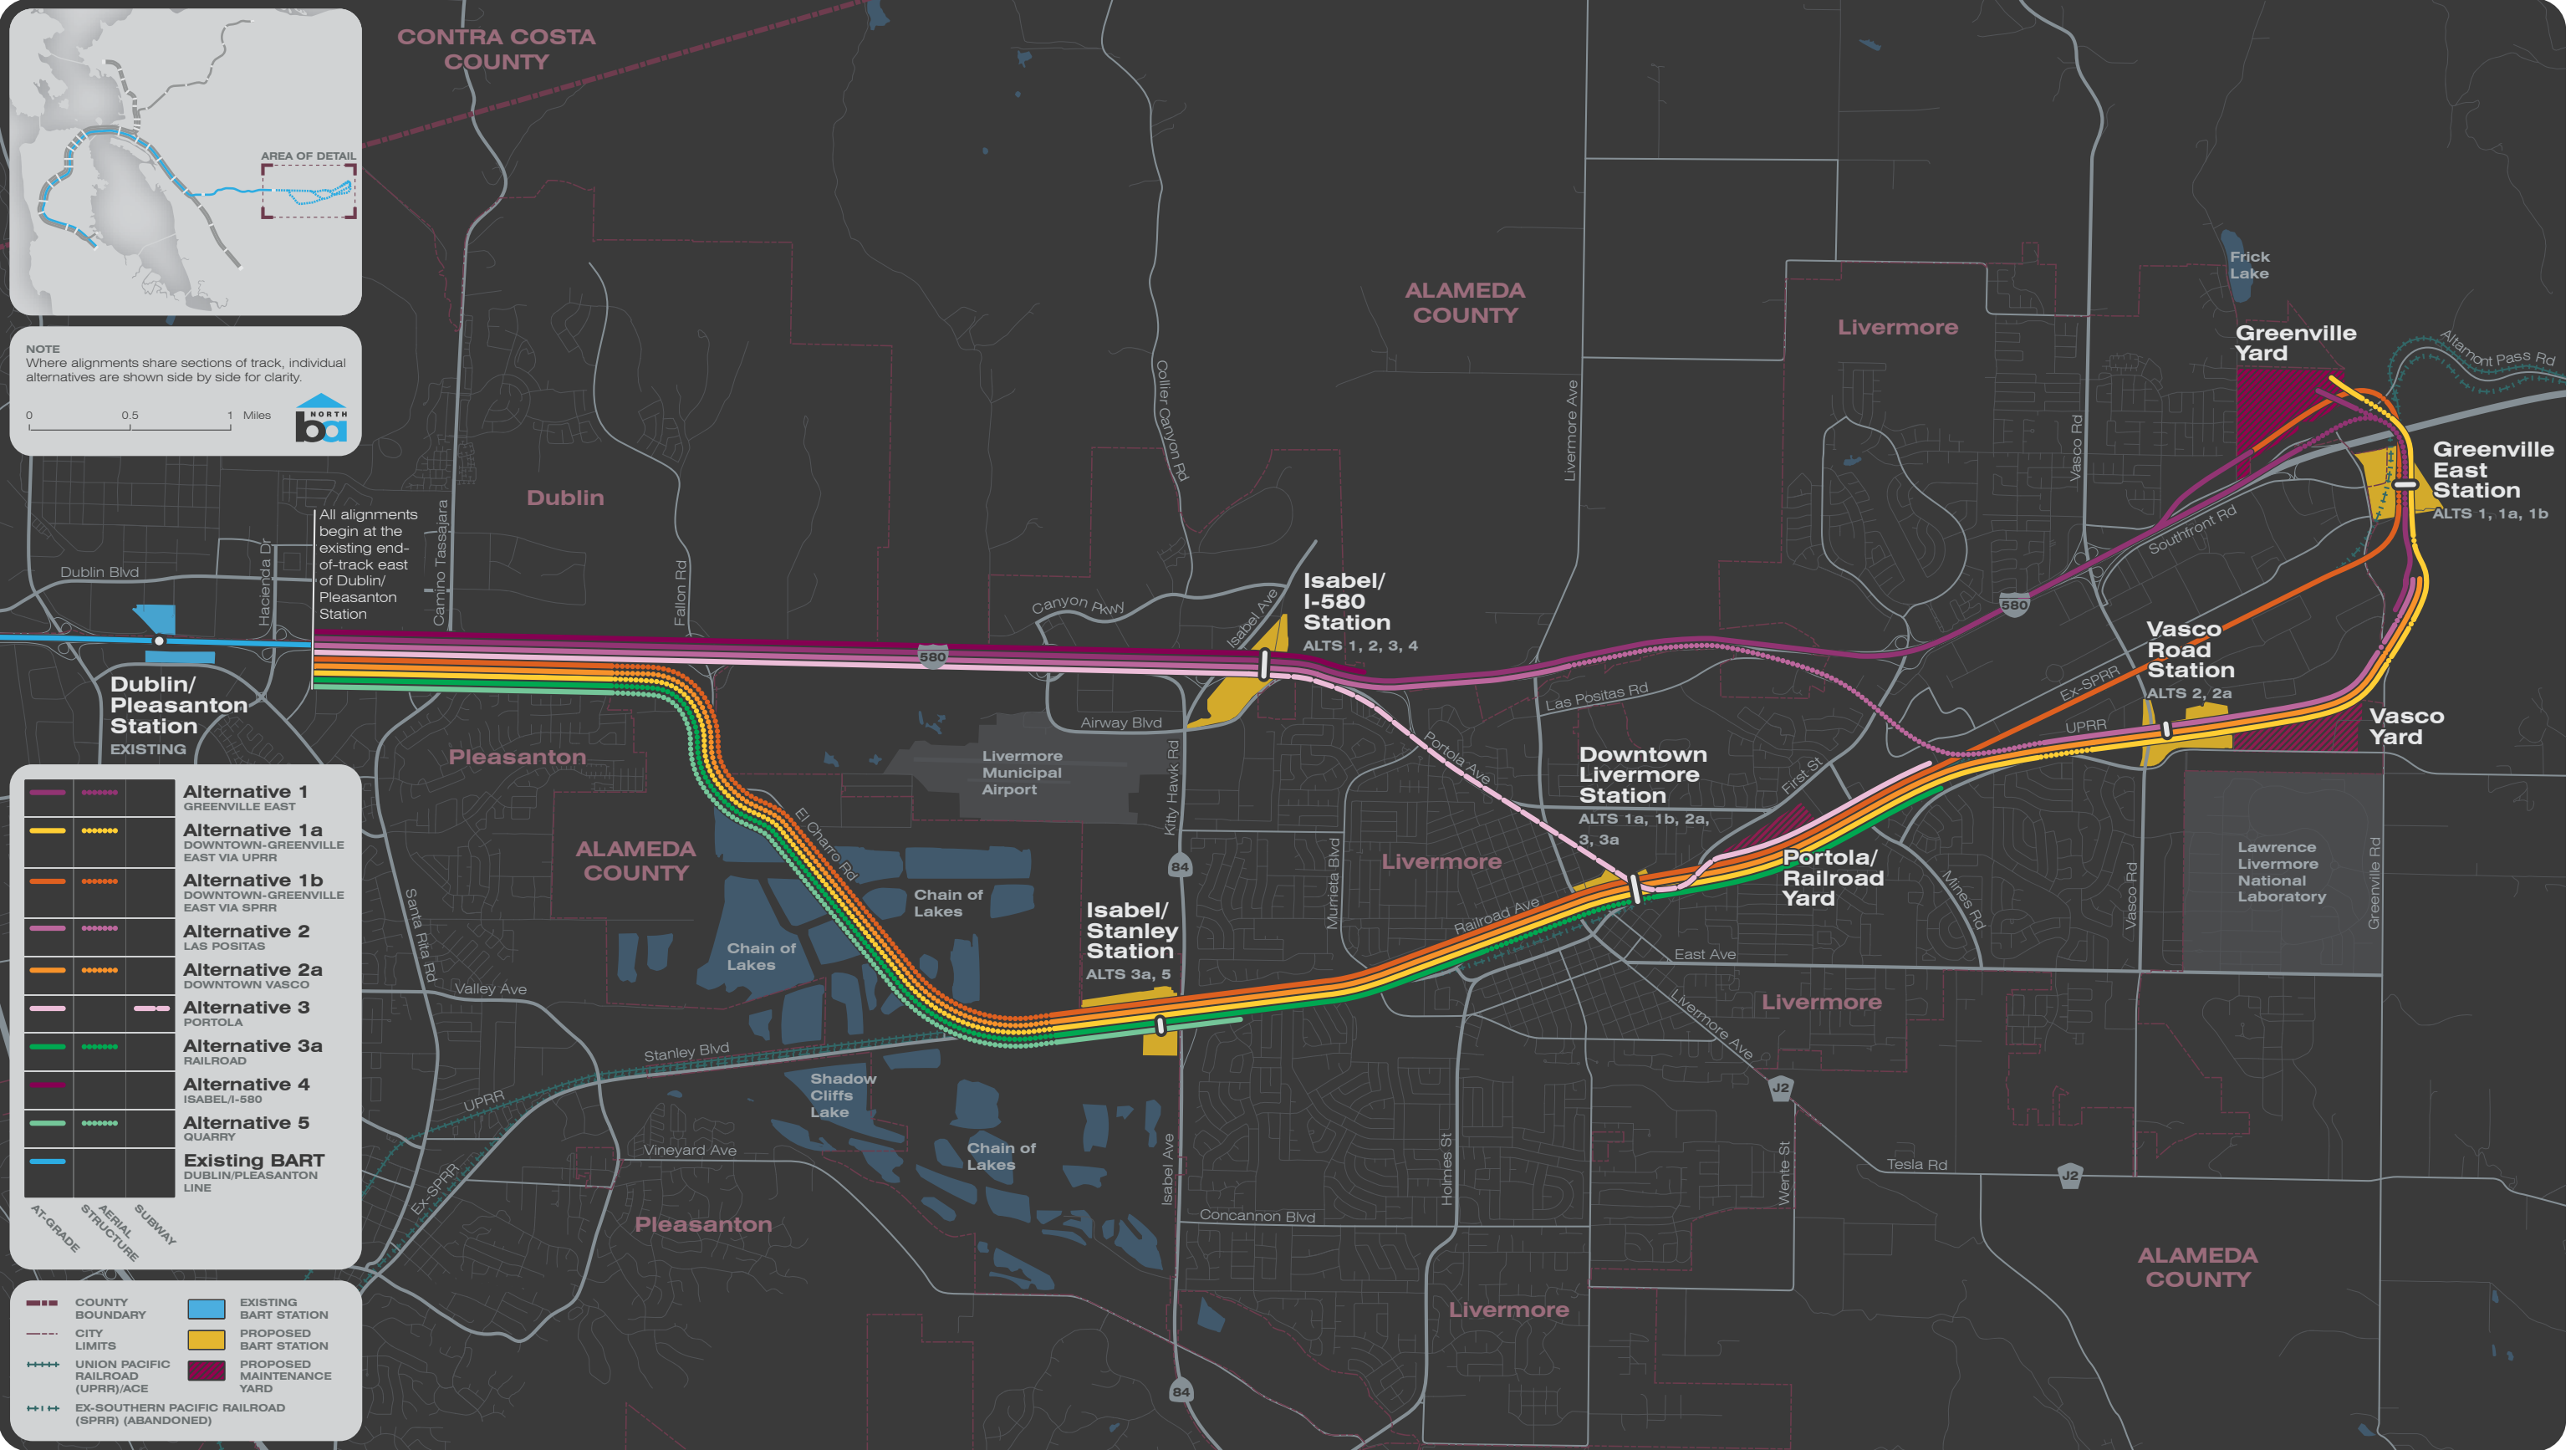 CONTRA COSTA
COUNTY
AREA OF DETAIL
NOTE
Where alignments share sections of track, individual
alternatives are shown side by side for clarity.
0 0.5 1 Miles
NORTH
ba
ALAMEDA
COUNTY
Livermore
Frick
Lake
Greenville
Yard
Altamont Pass Rd
Greenville
East
Station
ALTS 1, 1a, 1b
Dublin
Collier Canyon Rd
Livermore Ave
Vasco Rd
Southfront Rd
All alignments
begin at the
existing end-
of-track east
of Dublin/
Pleasanton
Station
Dublin Blvd
Hacienda Dr
Camino Tassajara
Fallon Rd
Canyon Pkwy
Isabel Ave
Isabel/
I-580
Station
ALTS 1, 2, 3, 4
580
580
Vasco
Road
Station
ALTS 2, 2a
Dublin/
Pleasanton
Station
EXISTING
Las Positas Rd
Ex-SPRR
UPRR
Vasco
Yard
Airway Blvd
Pleasanton
Livermore
Municipal
Airport
Kitty Hawk Rd
Portola Ave
Downtown
Livermore
Station
ALTS 1a, 1b, 2a,
3, 3a
First St
El Charro Rd
ALAMEDA
COUNTY
84
Livermore
Murrieta Blvd
Portola/
Railroad
Yard
Lawrence
Livermore
National
Laboratory
Vasco Rd
Greenville Rd
Mines Rd
Chain of
Lakes
Chain of
Lakes
Isabel/
Stanley
Station
ALTS 3a, 5
Railroad Ave
East Ave
Santa Rita Rd
Valley Ave
Livermore
Livermore Ave
Stanley Blvd
UPRR
Shadow
Cliffs
Lake
J2
Ex-SPRR
Vineyard Ave
Chain of
Lakes
Isabel Ave
Holmes St
Wente St
Tesla Rd
J2
Pleasanton
Concannon Blvd
ALAMEDA
COUNTY
Livermore
84
Alternative 1
GREENVILLE EAST
Alternative 1a
DOWNTOWN-GREENVILLE
EAST VIA UPRR
Alternative 1b
DOWNTOWN-GREENVILLE
EAST VIA SPRR
Alternative 2
LAS POSITAS
Alternative 2a
DOWNTOWN VASCO
Alternative 3
PORTOLA
Alternative 3a
RAILROAD
Alternative 4
ISABEL/I-580
Alternative 5
QUARRY
Existing BART
DUBLIN/PLEASANTON
LINE
AT-GRADE
AERIAL
STRUCTURE
SUBWAY
COUNTY
BOUNDARY
CITY
LIMITS
UNION PACIFIC
RAILROAD
(UPRR)/ACE
EX-SOUTHERN PACIFIC RAILROAD
(SPRR) (ABANDONED)
EXISTING
BART STATION
PROPOSED
BART STATION
PROPOSED
MAINTENANCE
YARD